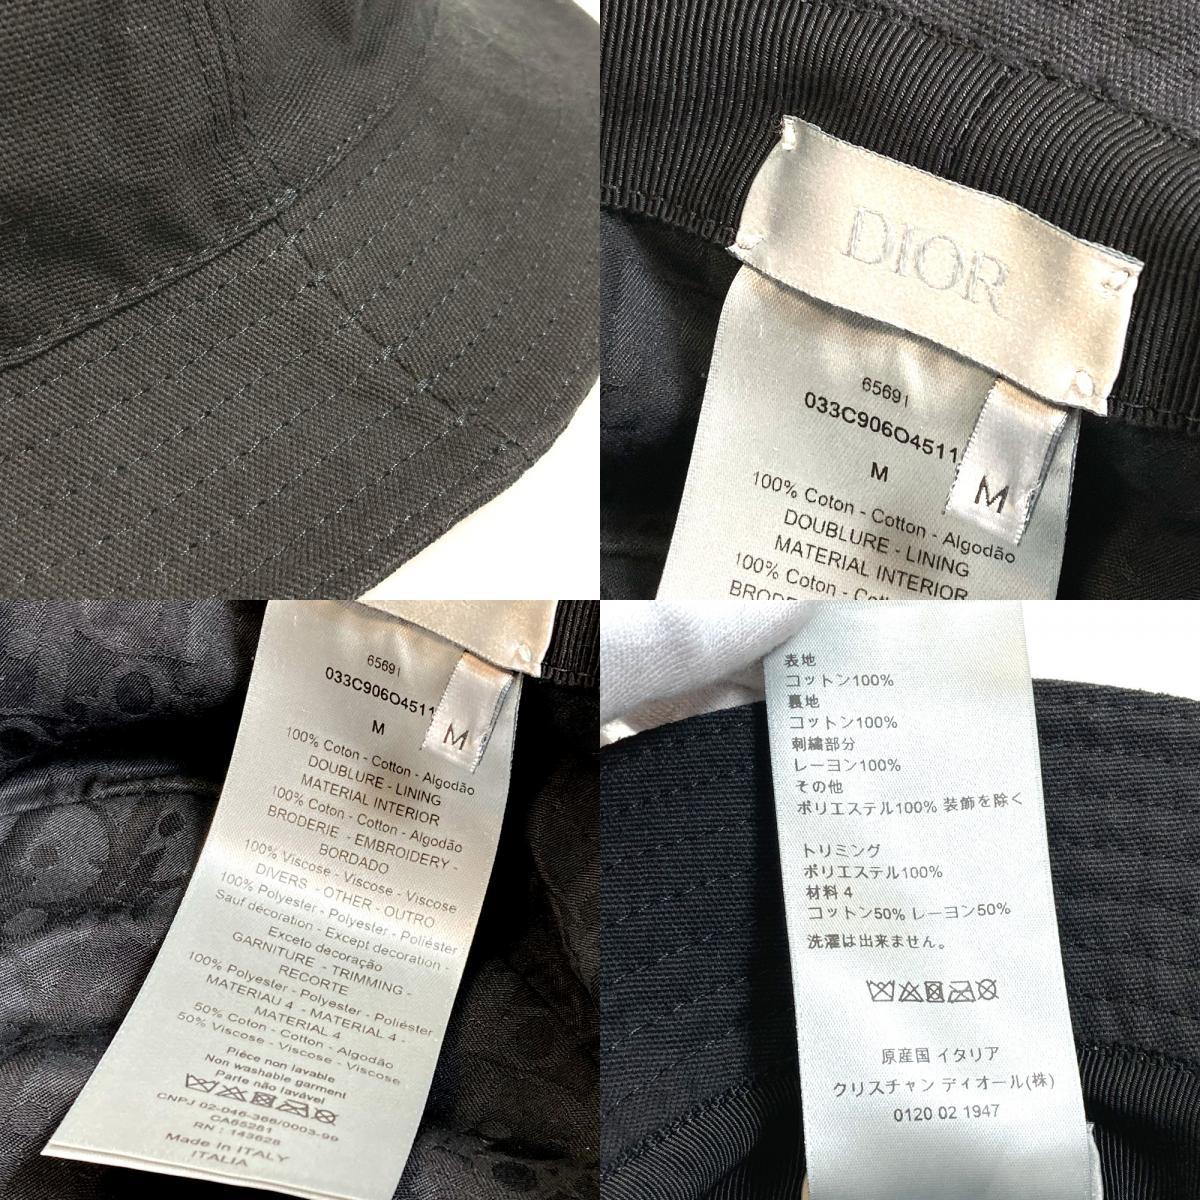 DIOR
65691
033C906O4511
M
M
100% Coton - Cotton - Algodão
DOUBLURE - LINING
MATERIAL INTERIOR
100% Coton - Cotton
65691
033C906O4511
M
M
100% Coton - Cotton - Algodão
DOUBLURE - LINING
MATERIAL INTERIOR
100% Coton - Cotton - Algodão
BRODERIE - EMBROIDERY -
BORDADO
100% Viscose - Viscose - Viscose
DIVERS - OTHER - OUTRO
100% Polyester - Polyester - Poliéster
Sauf décoration - Except decoration -
Exceto decoração
GARNITURE - TRIMMING -
RECORTE
100% Polyester - Polyester - Poliéster
MATERIAU 4 - MATERIAL 4 -
MATERIAL 4
50% Coton - Cotton - Algodão
50% Viscose - Viscose - Viscose
Pièce non lavable
Non washable garment
Parte não lavável
CNPJ 02-046-386/0003-99
CA65281
RN : 143628
Made In ITALY
ITALIA
表地
コットン100%
裏地
コットン100%
刺繍部分
レーヨン100%
その他
ポリエステル100% 装飾を除く
トリミング
ポリエステル100%
材料 4
コットン50% レーヨン50%
洗濯は出来ません。
原産国 イタリア
クリスチャン ディオール(株)
0120 02 1947